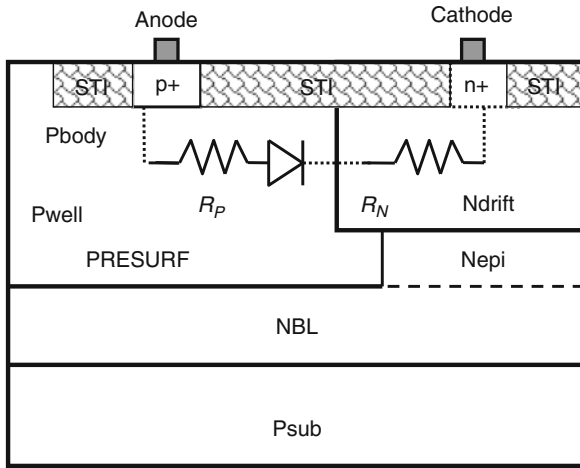 Anode
Cathode
STI
p+
STI
n+
STI
Pbody
Pwell
R_P
R_N
Ndrift
PRESURF
Nepi
NBL
Psub